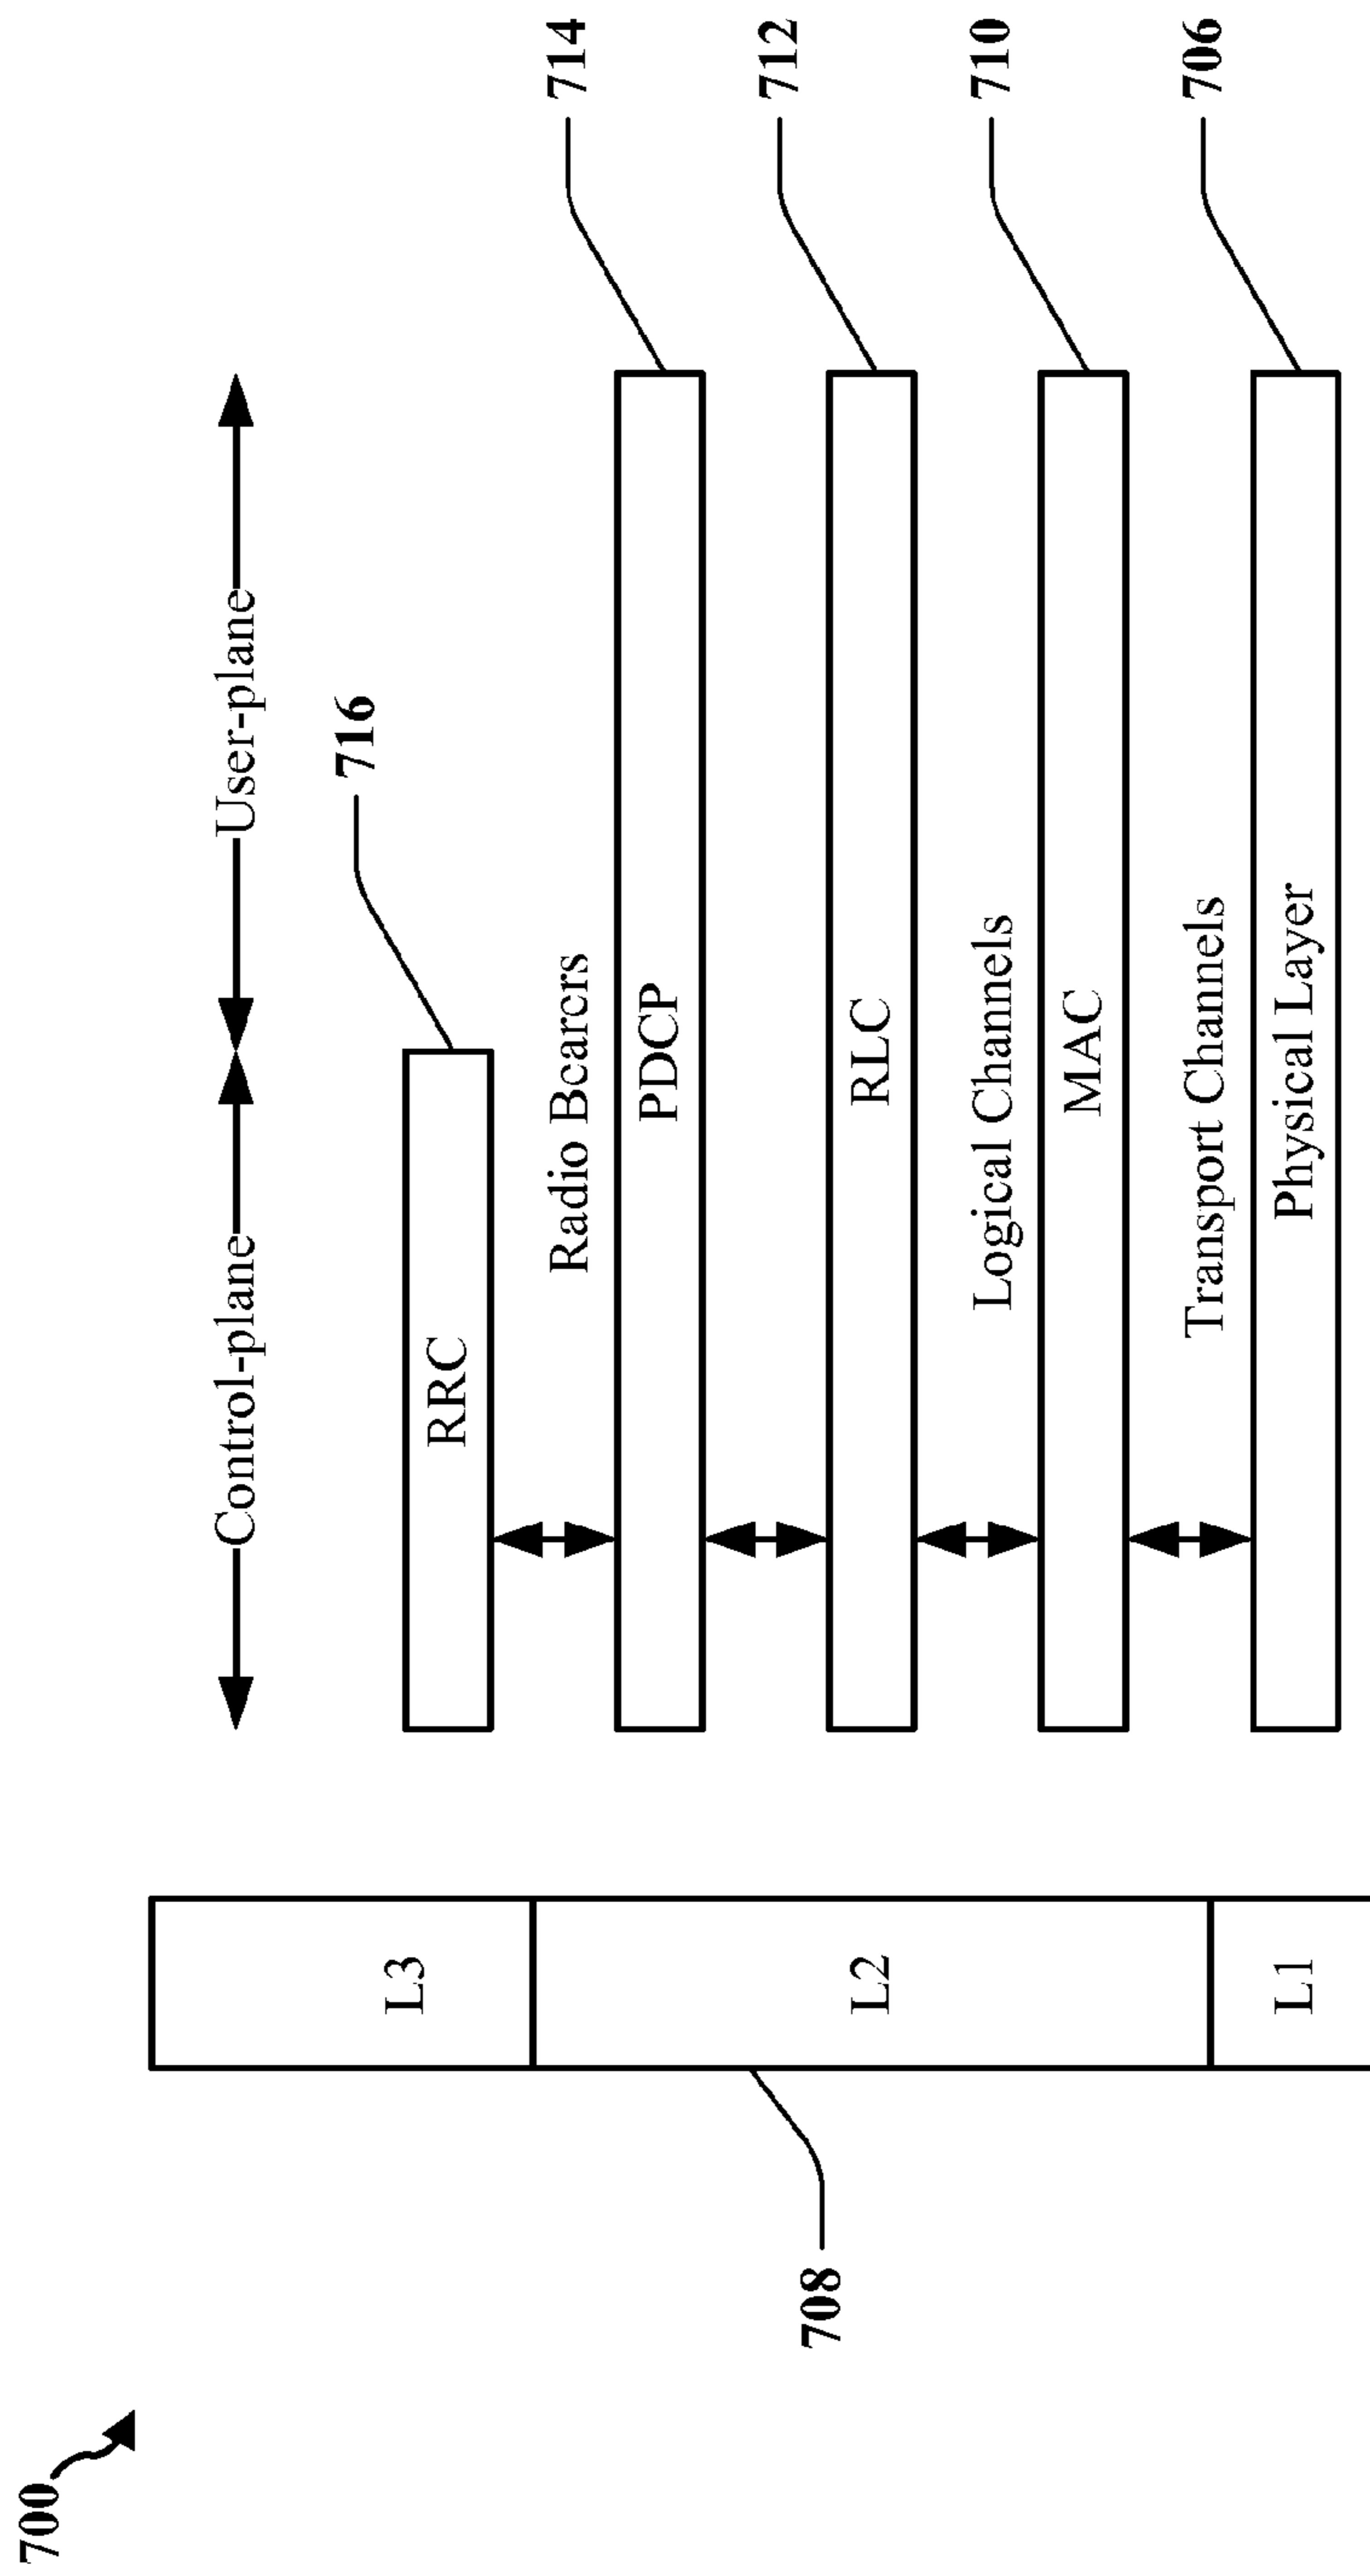 700
Control-plane
User-plane
716
RRC
L3
Radio Bearers
714
PDCP
712
708
L2
RLC
Logical Channels
710
MAC
Transport Channels
706
L1
Physical Layer